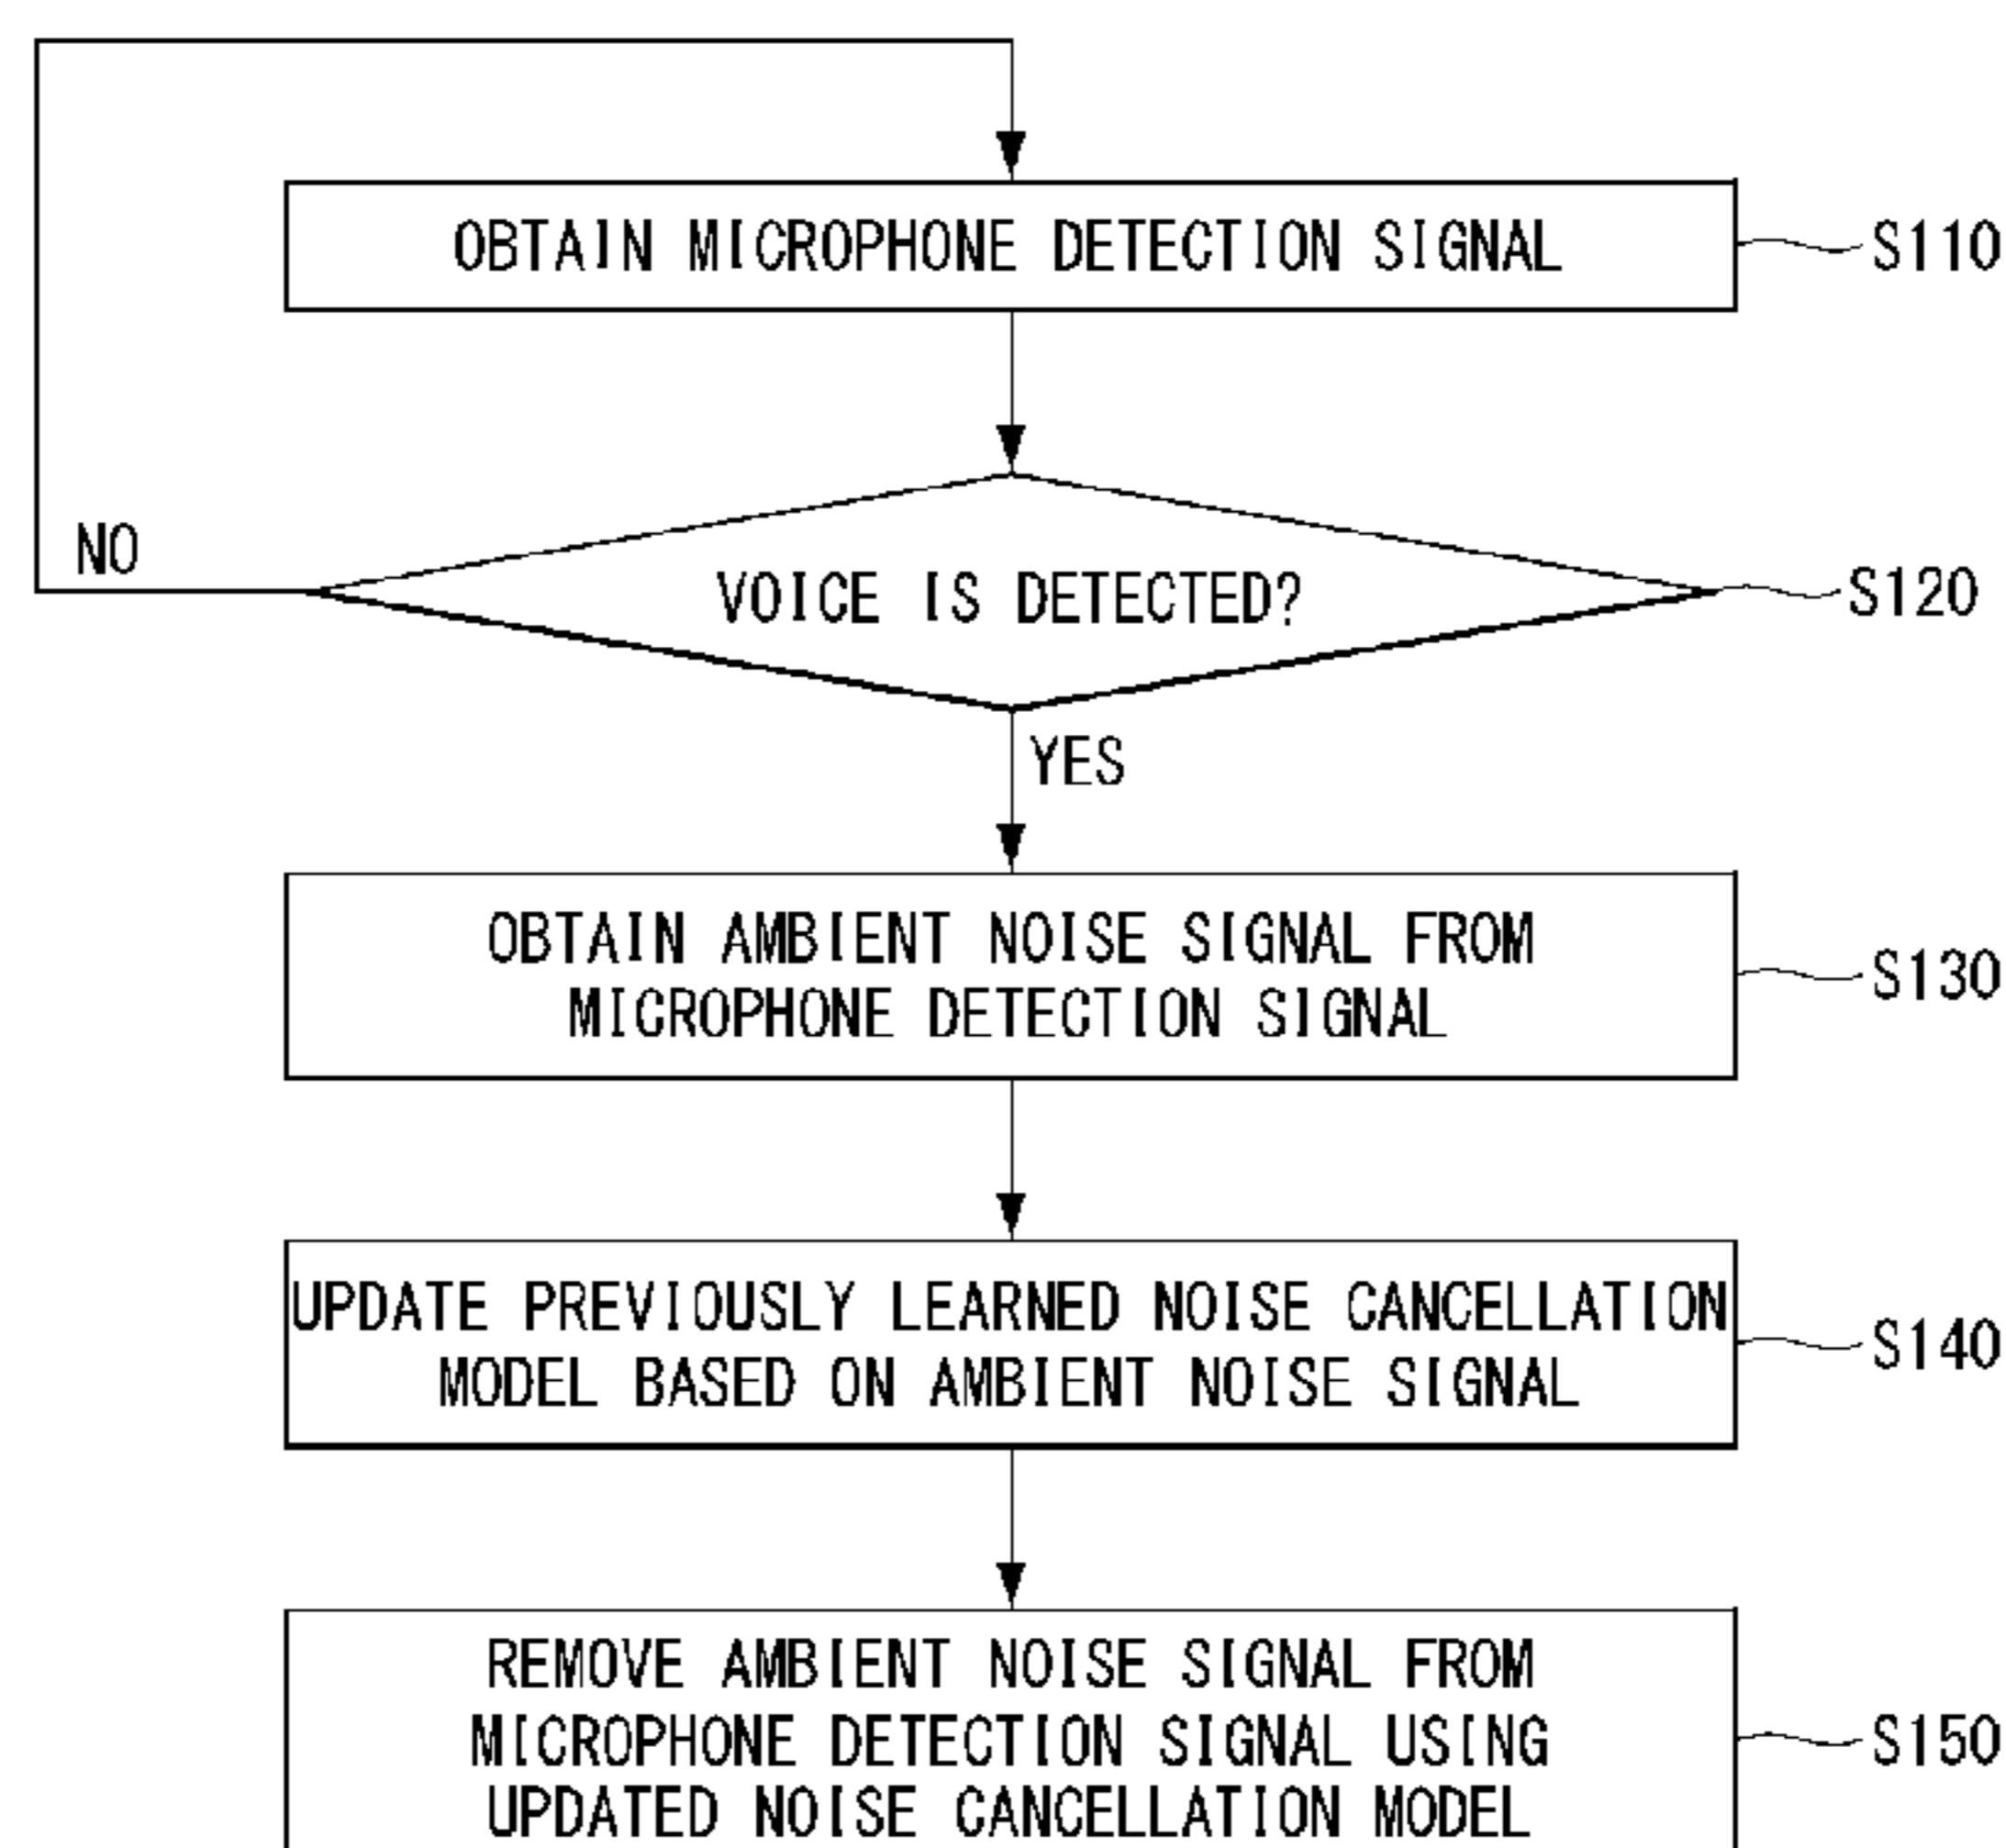 OBTAIN MICROPHONE DETECTION SIGNAL
S110
NO
VOICE IS DETECTED?
S120
YES
OBTAIN AMBIENT NOISE SIGNAL FROM
MICROPHONE DETECTION SIGNAL
S130
UPDATE PREVIOUSLY LEARNED NOISE CANCELLATION
MODEL BASED ON AMBIENT NOISE SIGNAL
S140
REMOVE AMBIENT NOISE SIGNAL FROM
MICROPHONE DETECTION SIGNAL USING
UPDATED NOISE CANCELLATION MODEL
S150